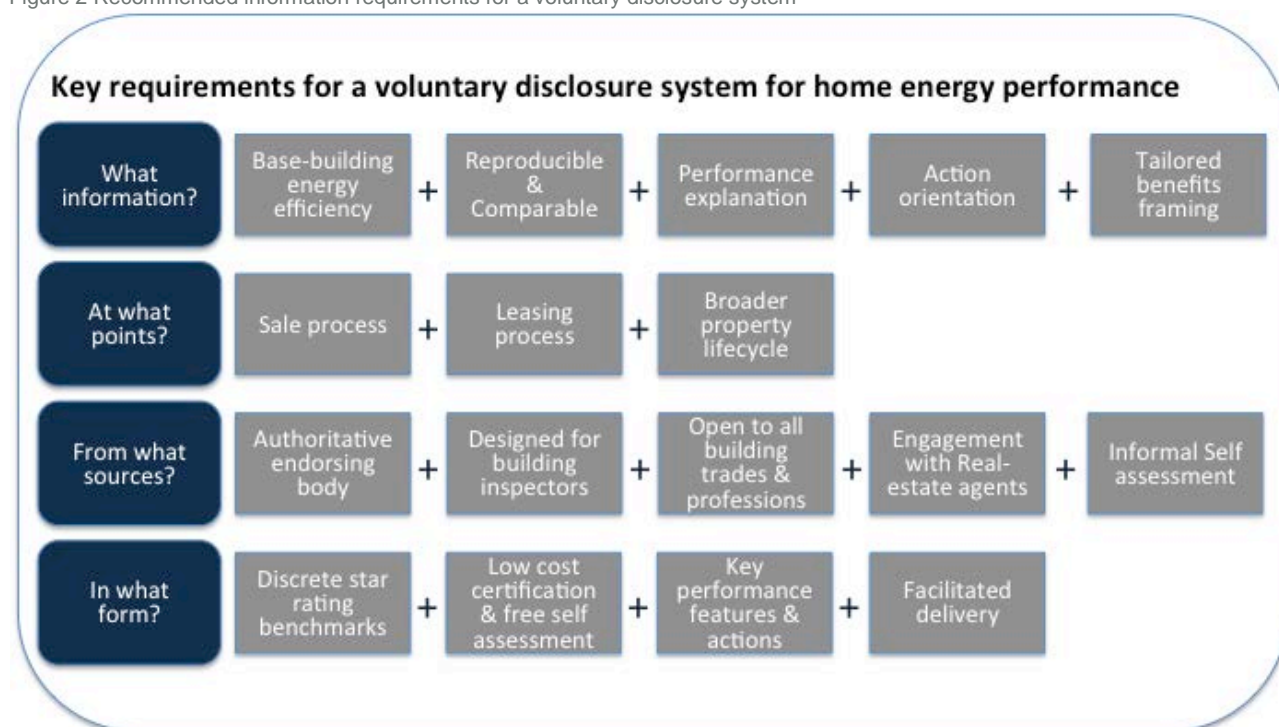 Figure 2 Recommended information requirements for a voluntary disclosure system
Key requirements for a voluntary disclosure system for home energy performance
What
information?
Base-building
energy
efficiency
+
Reproducible
&
Comparable
+
Performance
explanation
+
Action
orientation
+
Tailored
benefits
framing
At what
points?
Sale process
+
Leasing
process
+
Broader
property
lifecycle
From what
sources?
Authoritative
endorsing
body
+
Designed for
building
inspectors
+
Open to all
building
trades &
professions
+
Engagement
with Real-
estate agents
+
Informal Self
assessment
In what
form?
Discrete star
rating
benchmarks
+
Low cost
certification
& free self
assessment
+
Key
performance
features &
actions
+
Facilitated
delivery